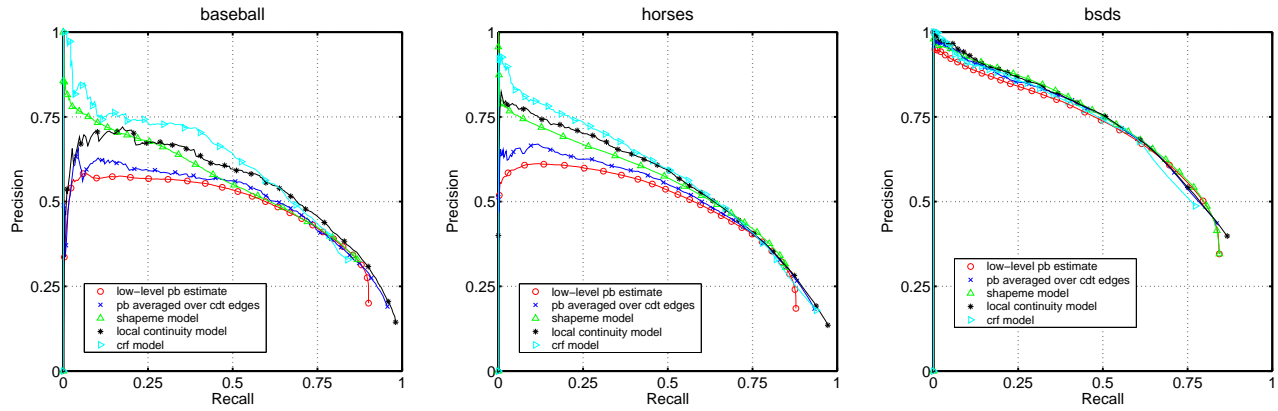 baseball
1
0.75
0.5
0.25
0
0
0.25
0.5
0.75
1
Precision
Recall
low-level pb estimate
pb averaged over cdt edges
shapeme model
local continuity model
crf model
horses
1
0.75
0.5
0.25
0
0
0.25
0.5
0.75
1
Precision
Recall
low-level pb estimate
pb averaged over cdt edges
shapeme model
local continuity model
crf model
bsds
1
0.75
0.5
0.25
0
0
0.25
0.5
0.75
1
Precision
Recall
low-level pb estimate
pb averaged over cdt edges
shapeme model
local continuity model
crf model